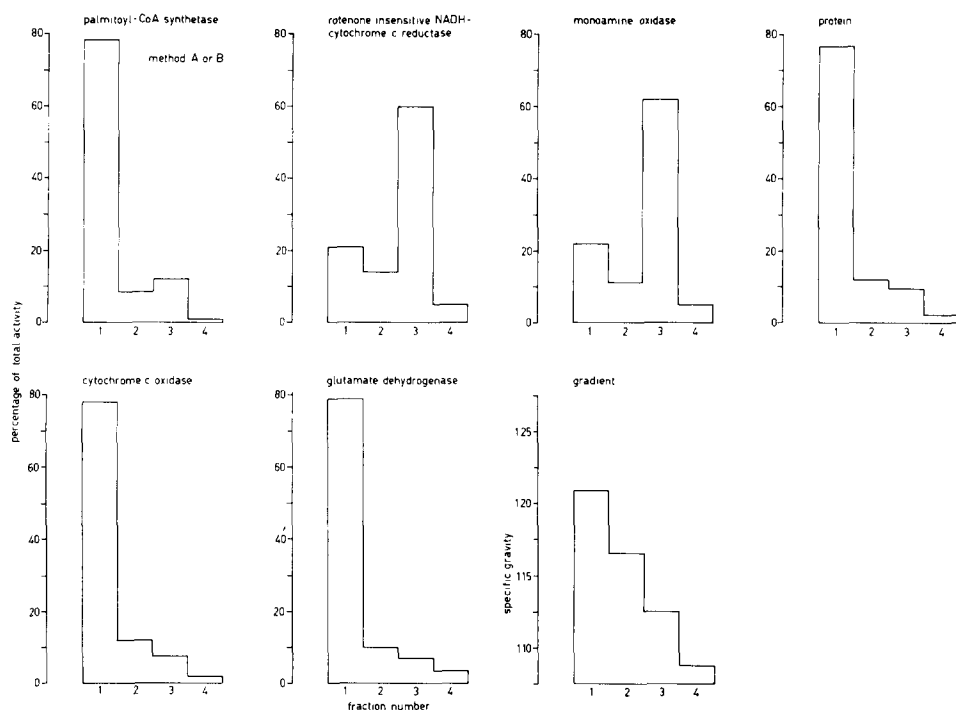 palmitoyl-CoA synthetase
method A or B
80
60
40
20
0
1 2 3 4
rotenone insensitive NADH-
cytochrome c reductase
80
60
40
20
0
1 2 3 4
monoamine oxidase
80
60
40
20
0
1 2 3 4
protein
80
60
40
20
0
1 2 3 4
percentage of total activity
cytochrome c oxidase
80
60
40
20
0
1 2 3 4
glutamate dehydrogenase
80
60
40
20
0
1 2 3 4
fraction number
gradient
specific gravity
125
120
115
110
108
1 2 3 4